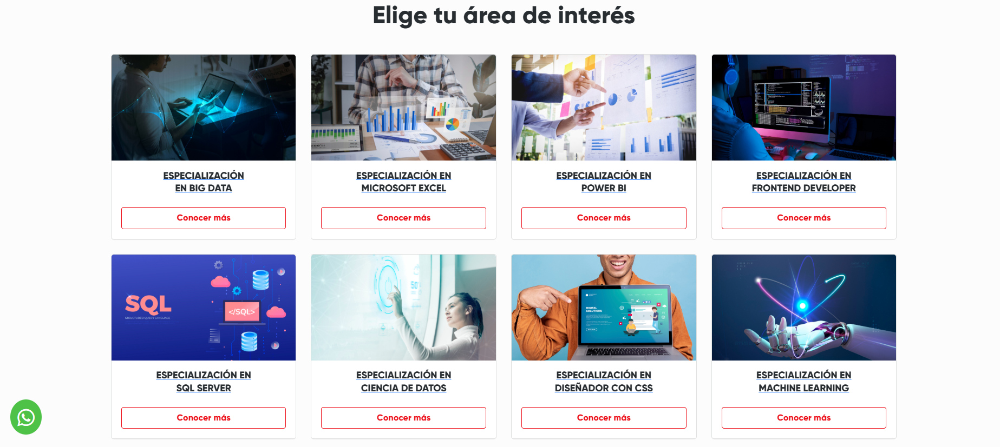 Elige tu área de interés
ESPECIALIZACIÓN
EN BIG DATA
Conocer más
ESPECIALIZACIÓN EN
MICROSOFT EXCEL
Conocer más
ESPECIALIZACIÓN EN
POWER BI
Conocer más
ESPECIALIZACIÓN EN
FRONTEND DEVELOPER
Conocer más
SQL
STRUCTURED QUERY LANGUAGE
</SQL>
ESPECIALIZACIÓN EN
SQL SERVER
Conocer más
50
ESPECIALIZACIÓN EN
CIENCIA DE DATOS
Conocer más
DIGITAL
SOLUTIONS
ESPECIALIZACIÓN EN
DISEÑADOR CON CSS
Conocer más
ESPECIALIZACIÓN EN
MACHINE LEARNING
Conocer más